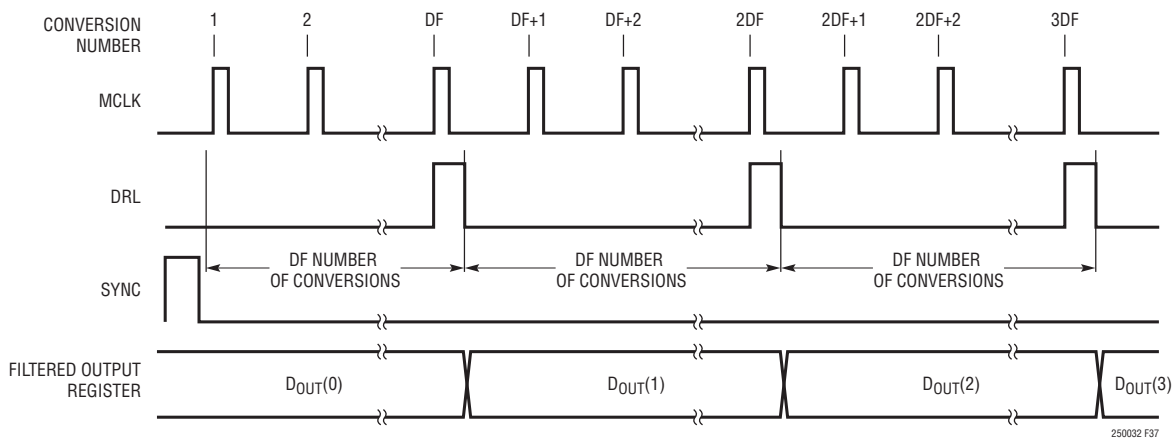 CONVERSION
NUMBER
1 2 DF DF+1 DF+2 2DF 2DF+1 2DF+2 3DF
MCLK
DRL
DF NUMBER
OF CONVERSIONS
DF NUMBER
OF CONVERSIONS
DF NUMBER
OF CONVERSIONS
SYNC
FILTERED OUTPUT
REGISTER
DOUT(0) DOUT(1) DOUT(2) DOUT(3)
250032 F37